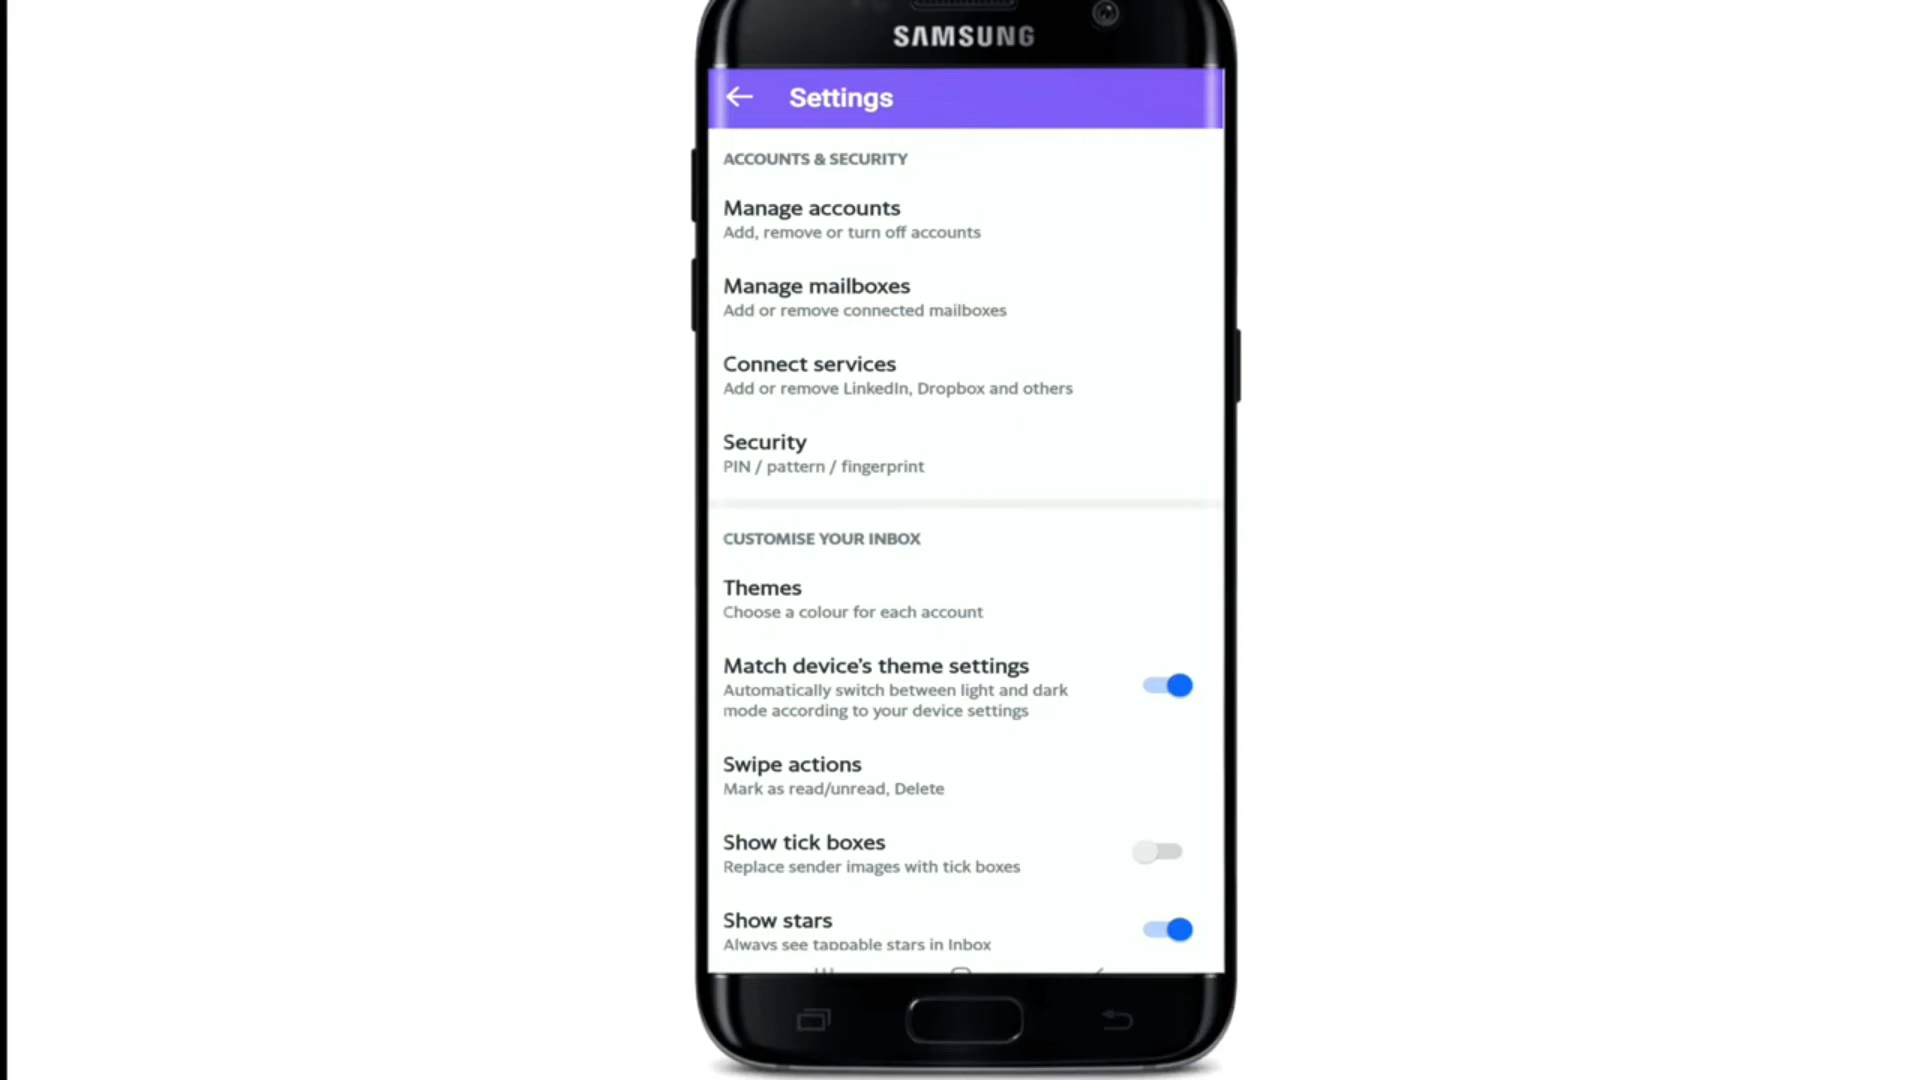 SAMSUNG
Settings
ACCOUNTS & SECURITY
Manage accounts
Add, remove or turn off accounts
Manage mailboxes
Add or remove connected mailboxes
Connect services
Add or remove LinkedIn, Dropbox and others
Security
PIN / pattern / fingerprint
CUSTOMISE YOUR INBOX
Themes
Choose a colour for each account
Match device's theme settings
Automatically switch between light and dark
mode according to your device settings
Swipe actions
Mark as read/unread, Delete
Show tick boxes
Replace sender images with tick boxes
Show stars
Always see tappable stars in Inbox